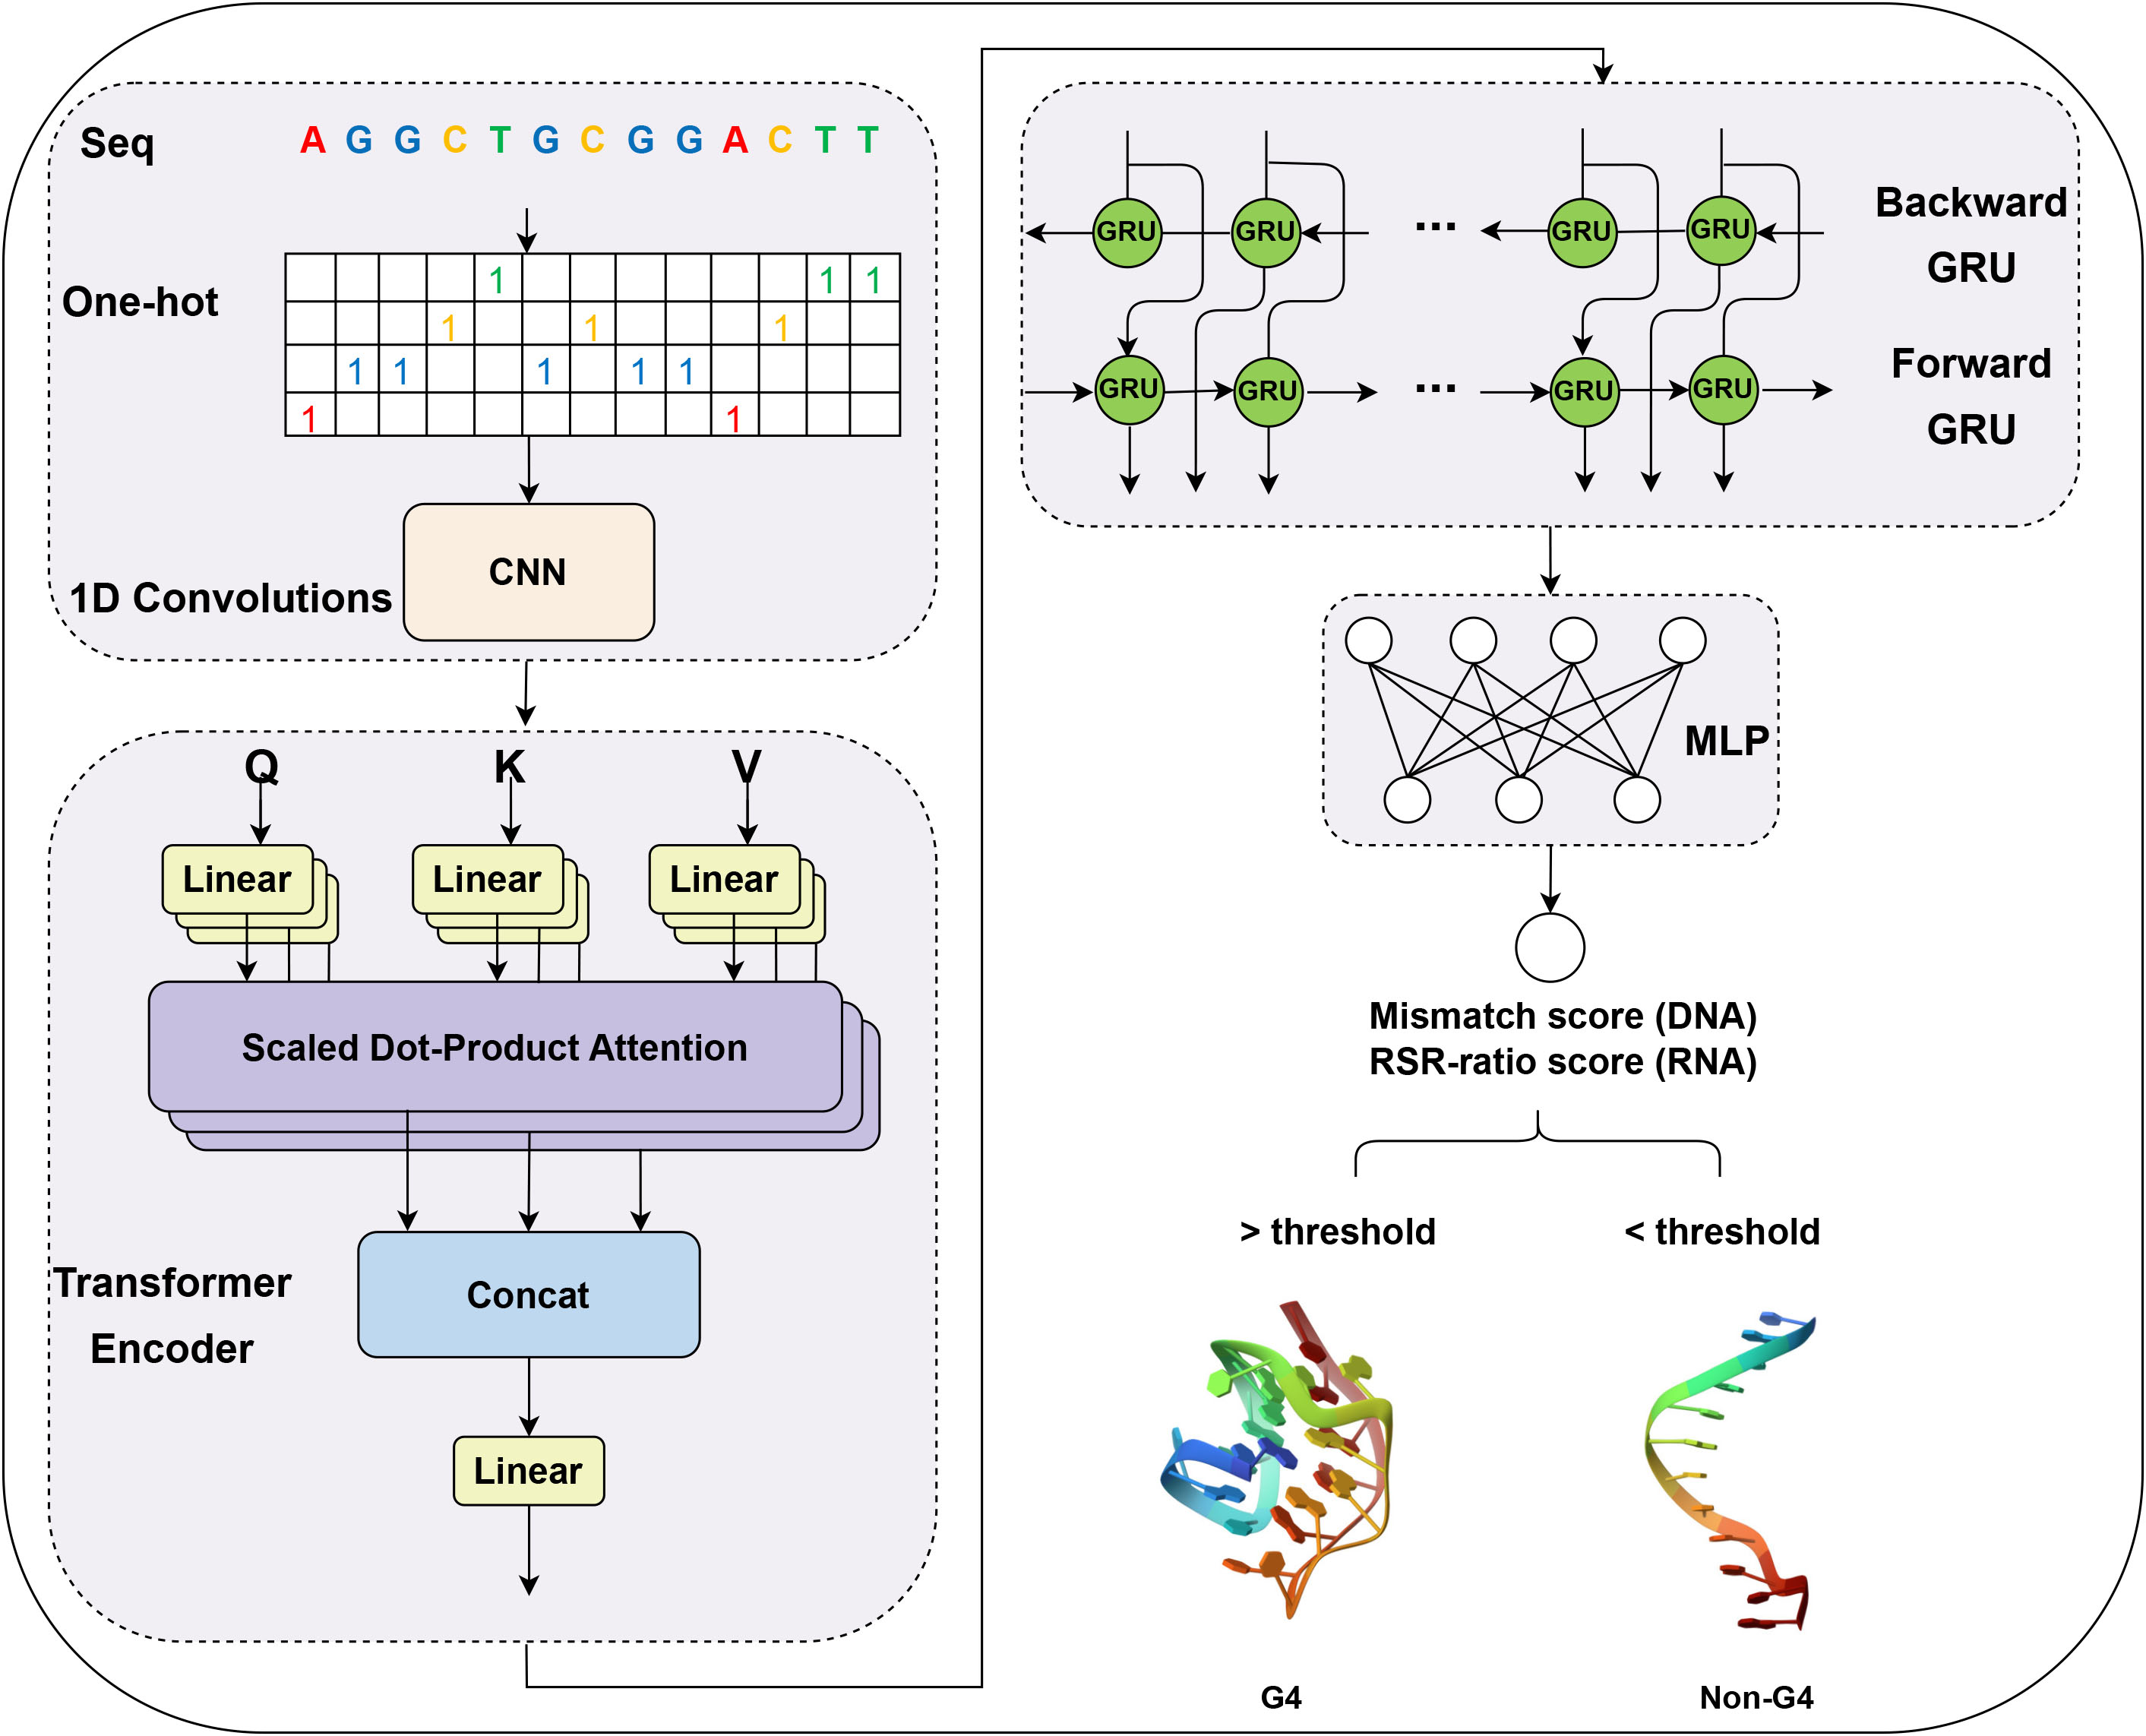 Seq A G G C T G C G G A C T T
One-hot
1 1 1
1 1 1
1 1 1 1 1
1 1
CNN
1D Convolutions
Q K V
Linear Linear Linear
Scaled Dot-Product Attention
Concat
Transformer
Encoder
Linear
GRU GRU ... GRU GRU
Backward
GRU
GRU GRU ... GRU GRU
Forward
GRU
MLP
Mismatch score (DNA)
RSR-ratio score (RNA)
> threshold < threshold
G4 Non-G4